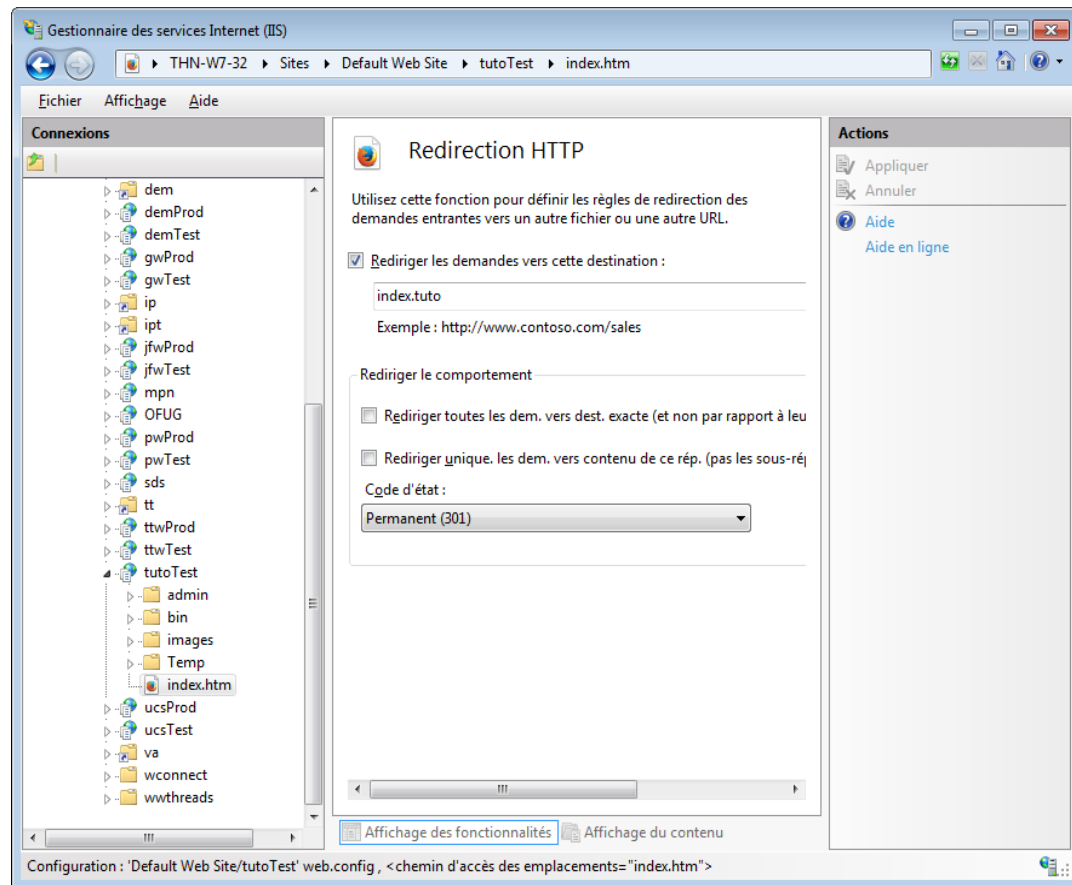 Gestionnaire des services Internet (IIS)
THN-W7-32 Sites Default Web Site tutoTest index.htm
Fichier Affichage Aide
Connexions
dem
demProd
demTest
gwProd
gwTest
ip
ipt
jfwProd
jfwTest
mpn
OFUG
pwProd
pwTest
sds
tt
ttwProd
ttwTest
tutoTest
admin
bin
images
Temp
index.htm
ucsProd
ucsTest
va
wconnect
wwthreads
Redirection HTTP
Utilisez cette fonction pour définir les règles de redirection des
demandes entrantes vers un autre fichier ou une autre URL.
Rediriger les demandes vers cette destination :
index.tuto
Exemple : http://www.contoso.com/sales
Rediriger le comportement
Rediriger toutes les dem. vers dest. exacte (et non par rapport à leu
Rediriger unique. les dem. vers contenu de ce rép. (pas les sous-rép
Code d'état :
Permanent (301)
Affichage des fonctionnalités Affichage du contenu
Actions
Appliquer
Annuler
Aide
Aide en ligne
Configuration : 'Default Web Site/tutoTest' web.config , <chemin d'accès des emplacements="index.htm">